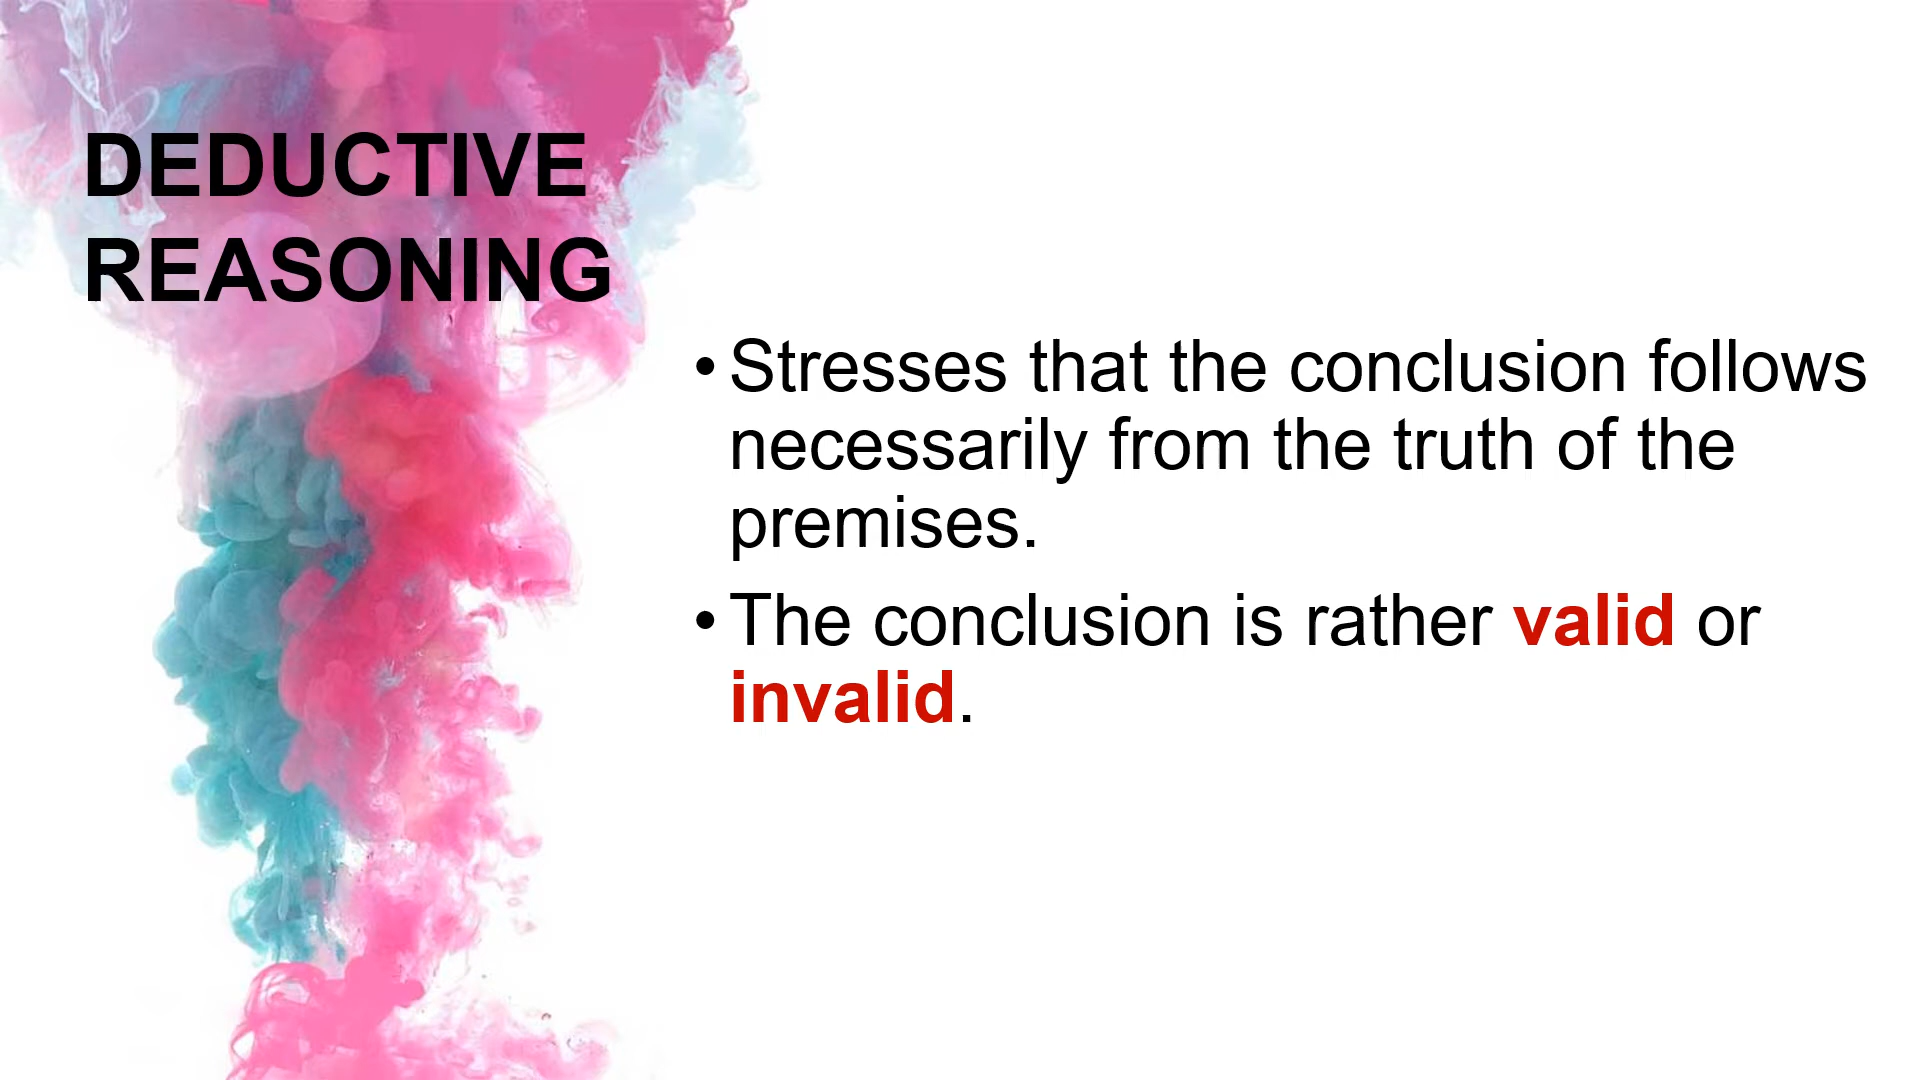 DEDUCTIVE
REASONING
• Stresses that the conclusion follows
necessarily from the truth of the
premises.
• The conclusion is rather valid or
invalid.